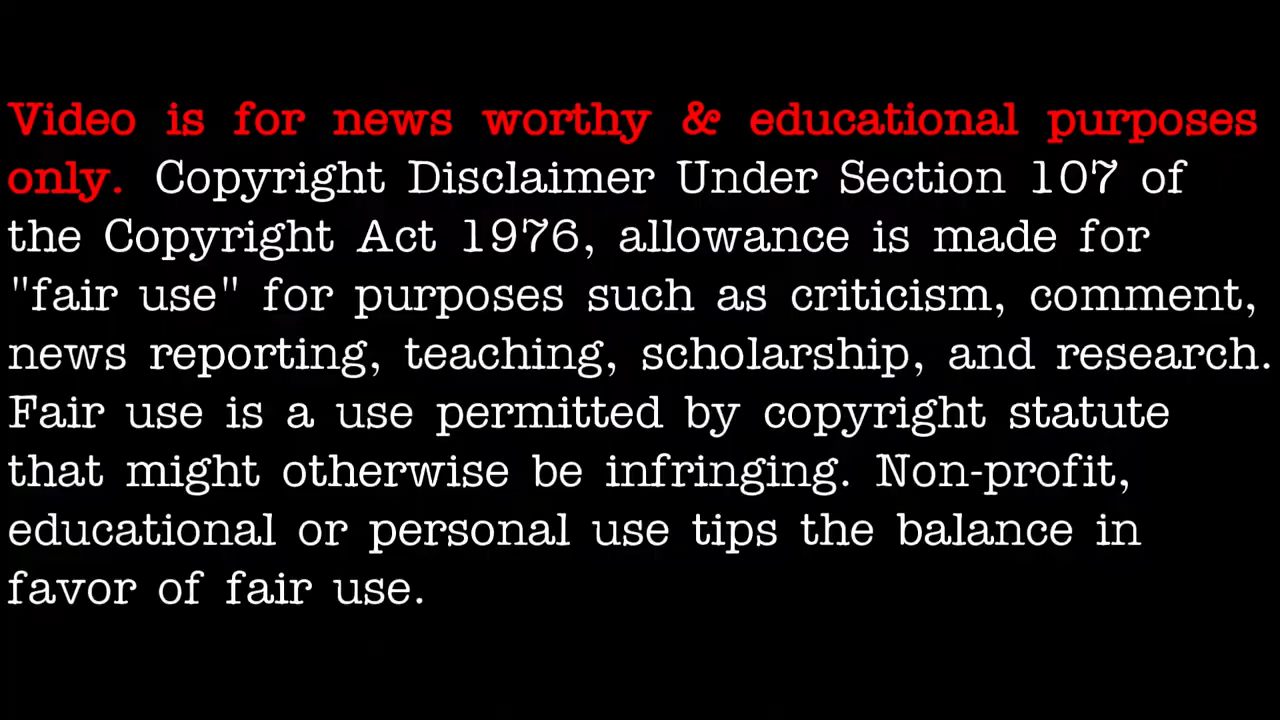 Video is for news worthy & educational purposes
only. Copyright Disclaimer Under Section 107 of
the Copyright Act 1976, allowance is made for
"fair use" for purposes such as criticism, comment,
news reporting, teaching, scholarship, and research.
Fair use is a use permitted by copyright statute
that might otherwise be infringing. Non-profit,
educational or personal use tips the balance in
favor of fair use.